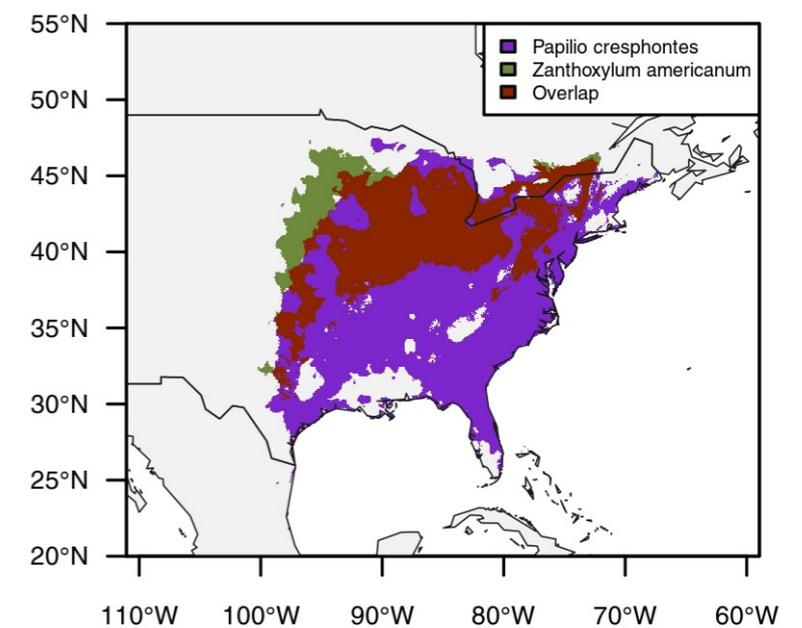 55°N
50°N
45°N
40°N
35°N
30°N
25°N
20°N
Papilio cresphontes
Zanthoxylum americanum
Overlap
110°W 100°W 90°W 80°W 70°W 60°W